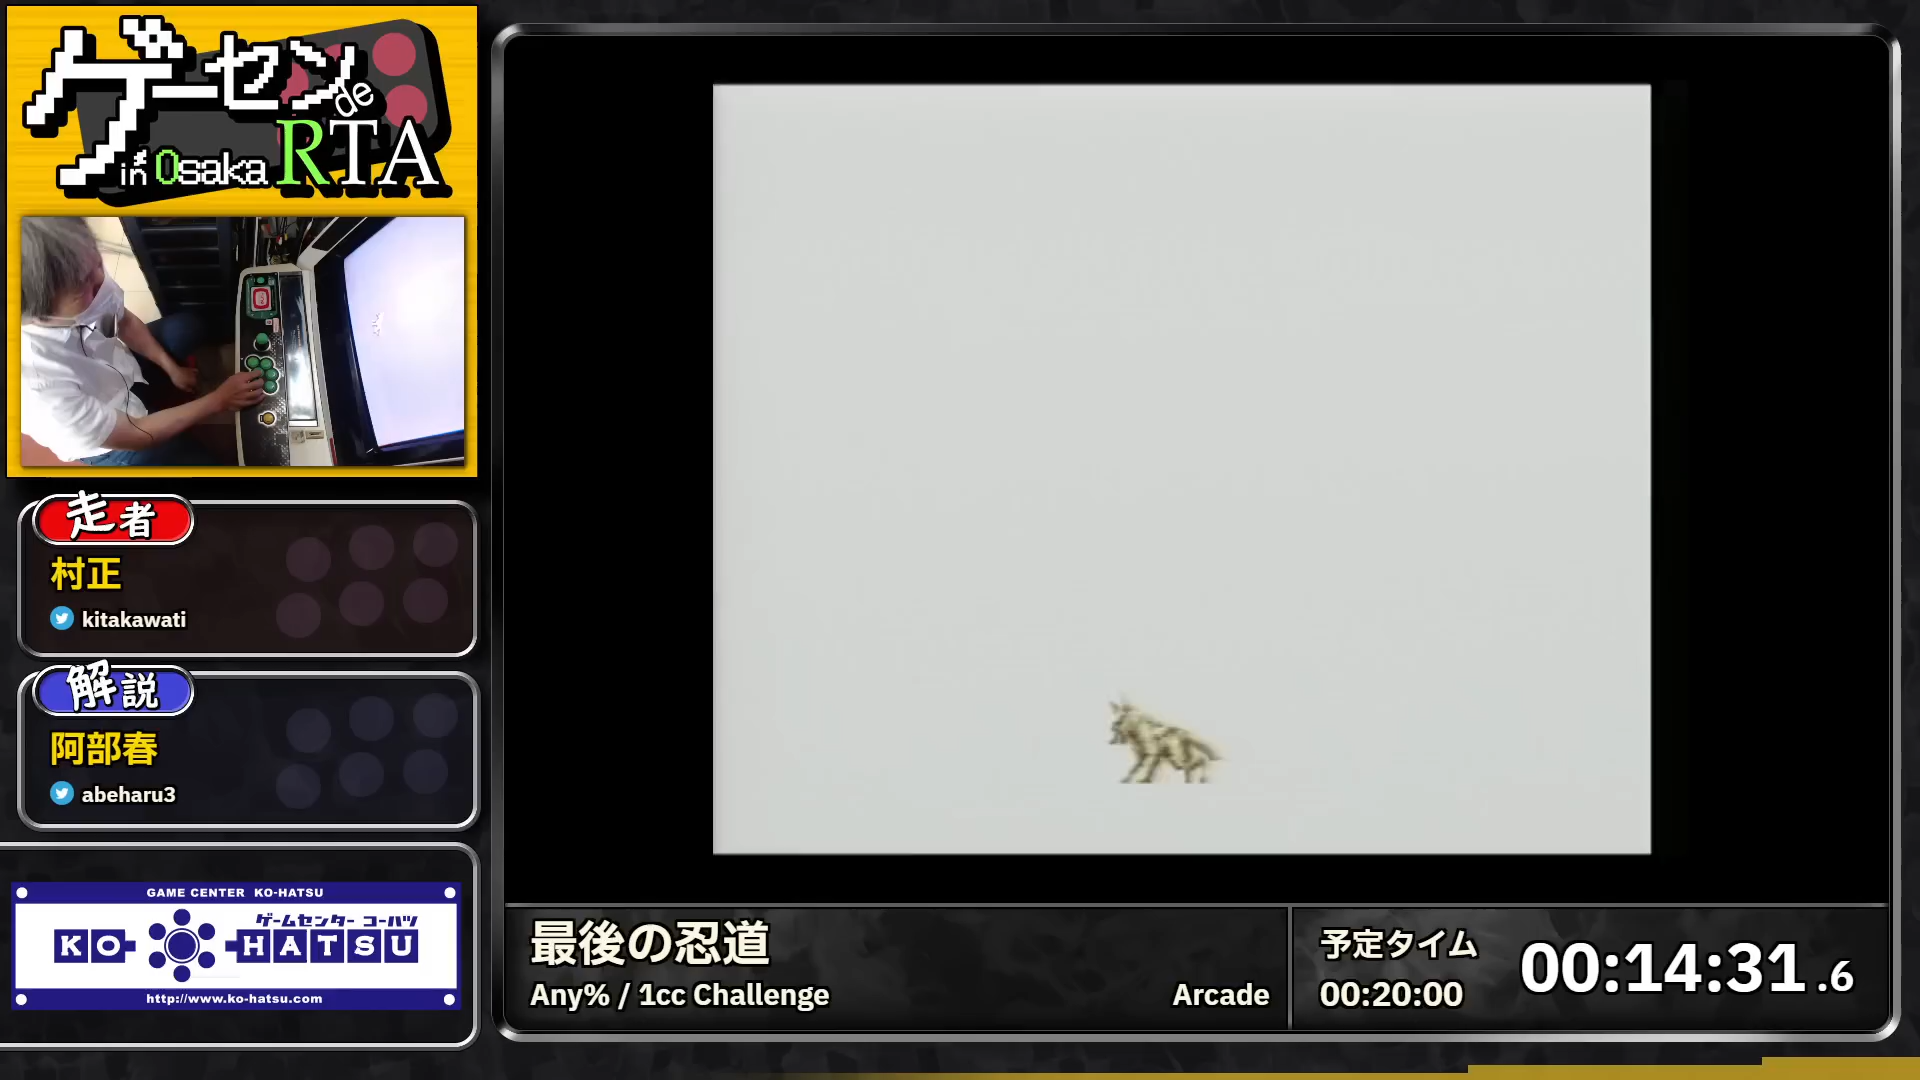 ゲーセン
de
in Osaka RTA
走者
村正
kitakawati
解説
阿部春
abeharu3
GAME CENTER KO-HATSU
ゲームセンター コーハツ
KO-HATSU
http://www.ko-hatsu.com
最後の忍道
Any% / 1cc Challenge
Arcade
予定タイム
00:20:00
00:14:31.6